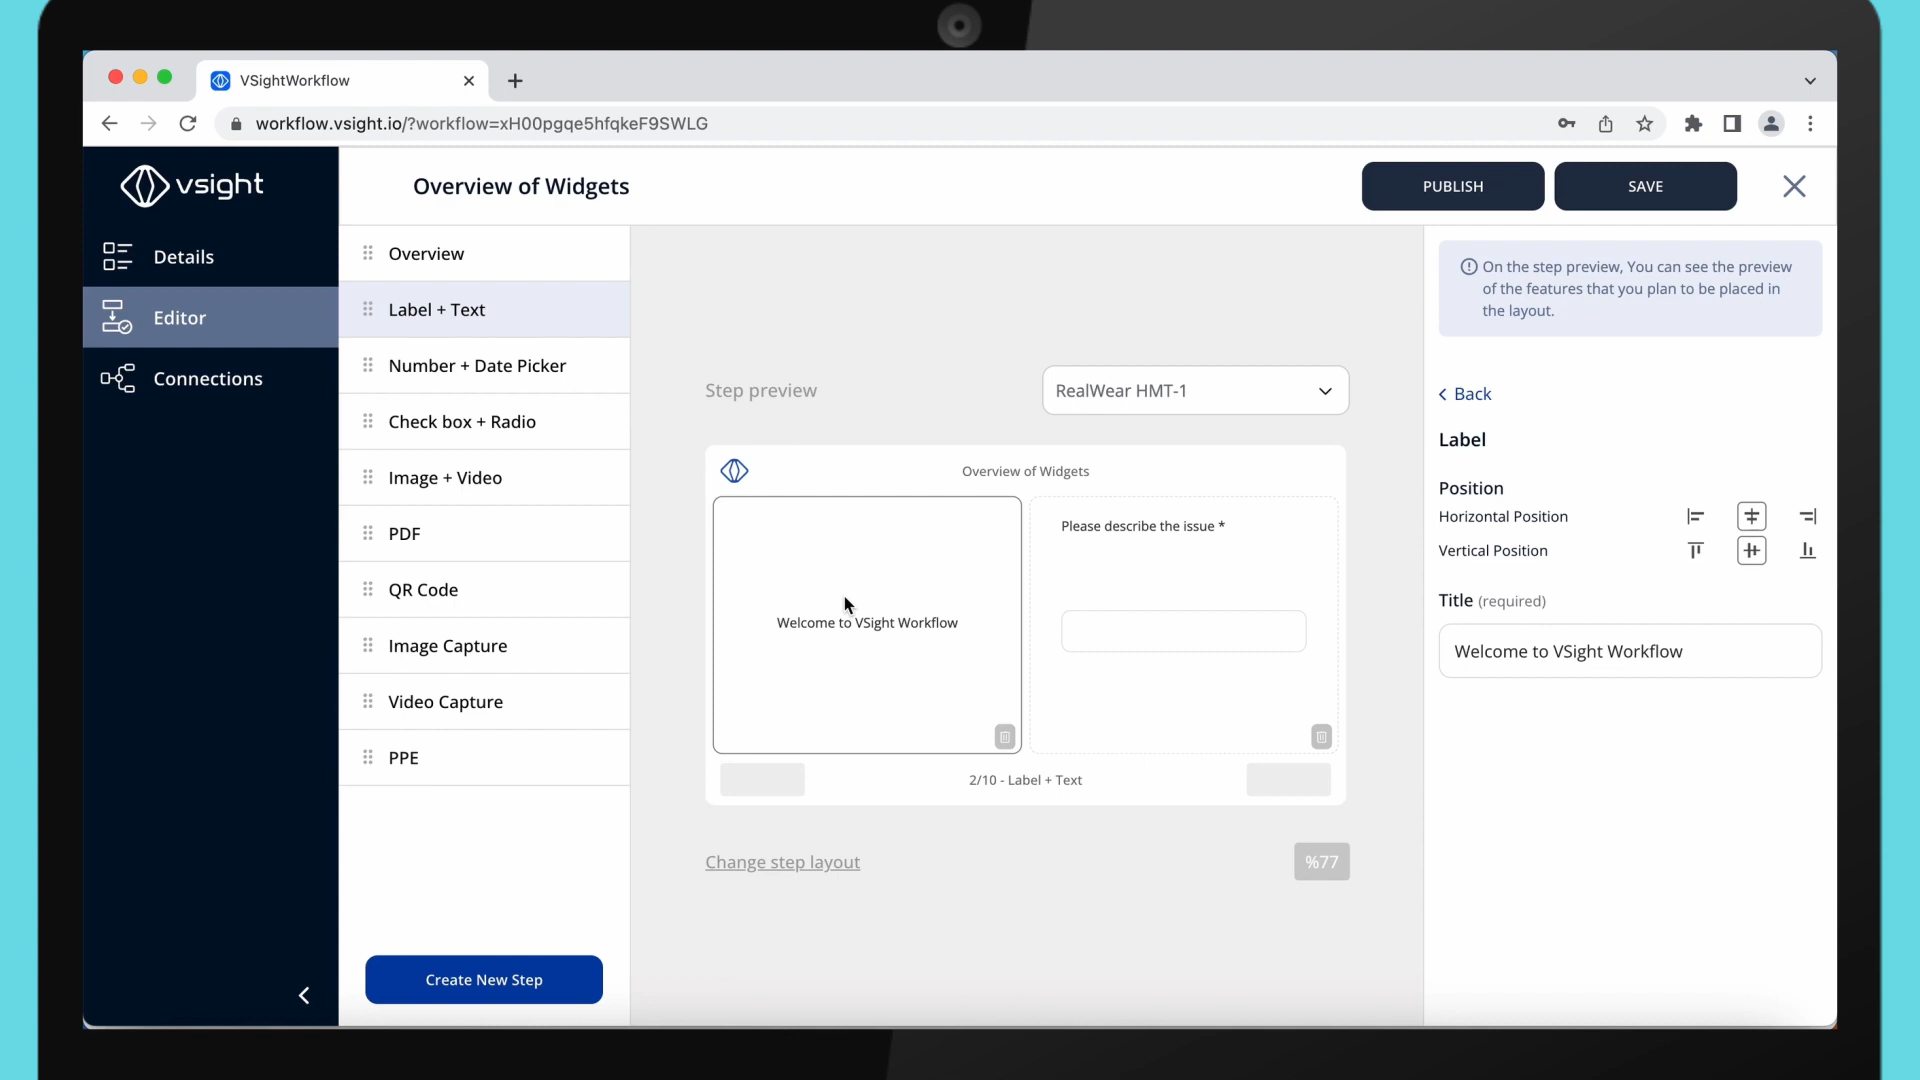 VSightWorkflow
workflow.vsight.io/?workflow=xH00pgqe5hfqkeF9SWLG
vsight
Overview of Widgets
PUBLISH
SAVE
Details
Editor
Connections
Overview
Label + Text
Number + Date Picker
Check box + Radio
Image + Video
PDF
QR Code
Image Capture
Video Capture
PPE
Create New Step
Step preview
RealWear HMT-1
Overview of Widgets
Welcome to VSight Workflow
Please describe the issue *
2/10 - Label + Text
Change step layout
%77
On the step preview, You can see the preview
of the features that you plan to be placed in
the layout.
Back
Label
Position
Horizontal Position
Vertical Position
Title (required)
Welcome to VSight Workflow